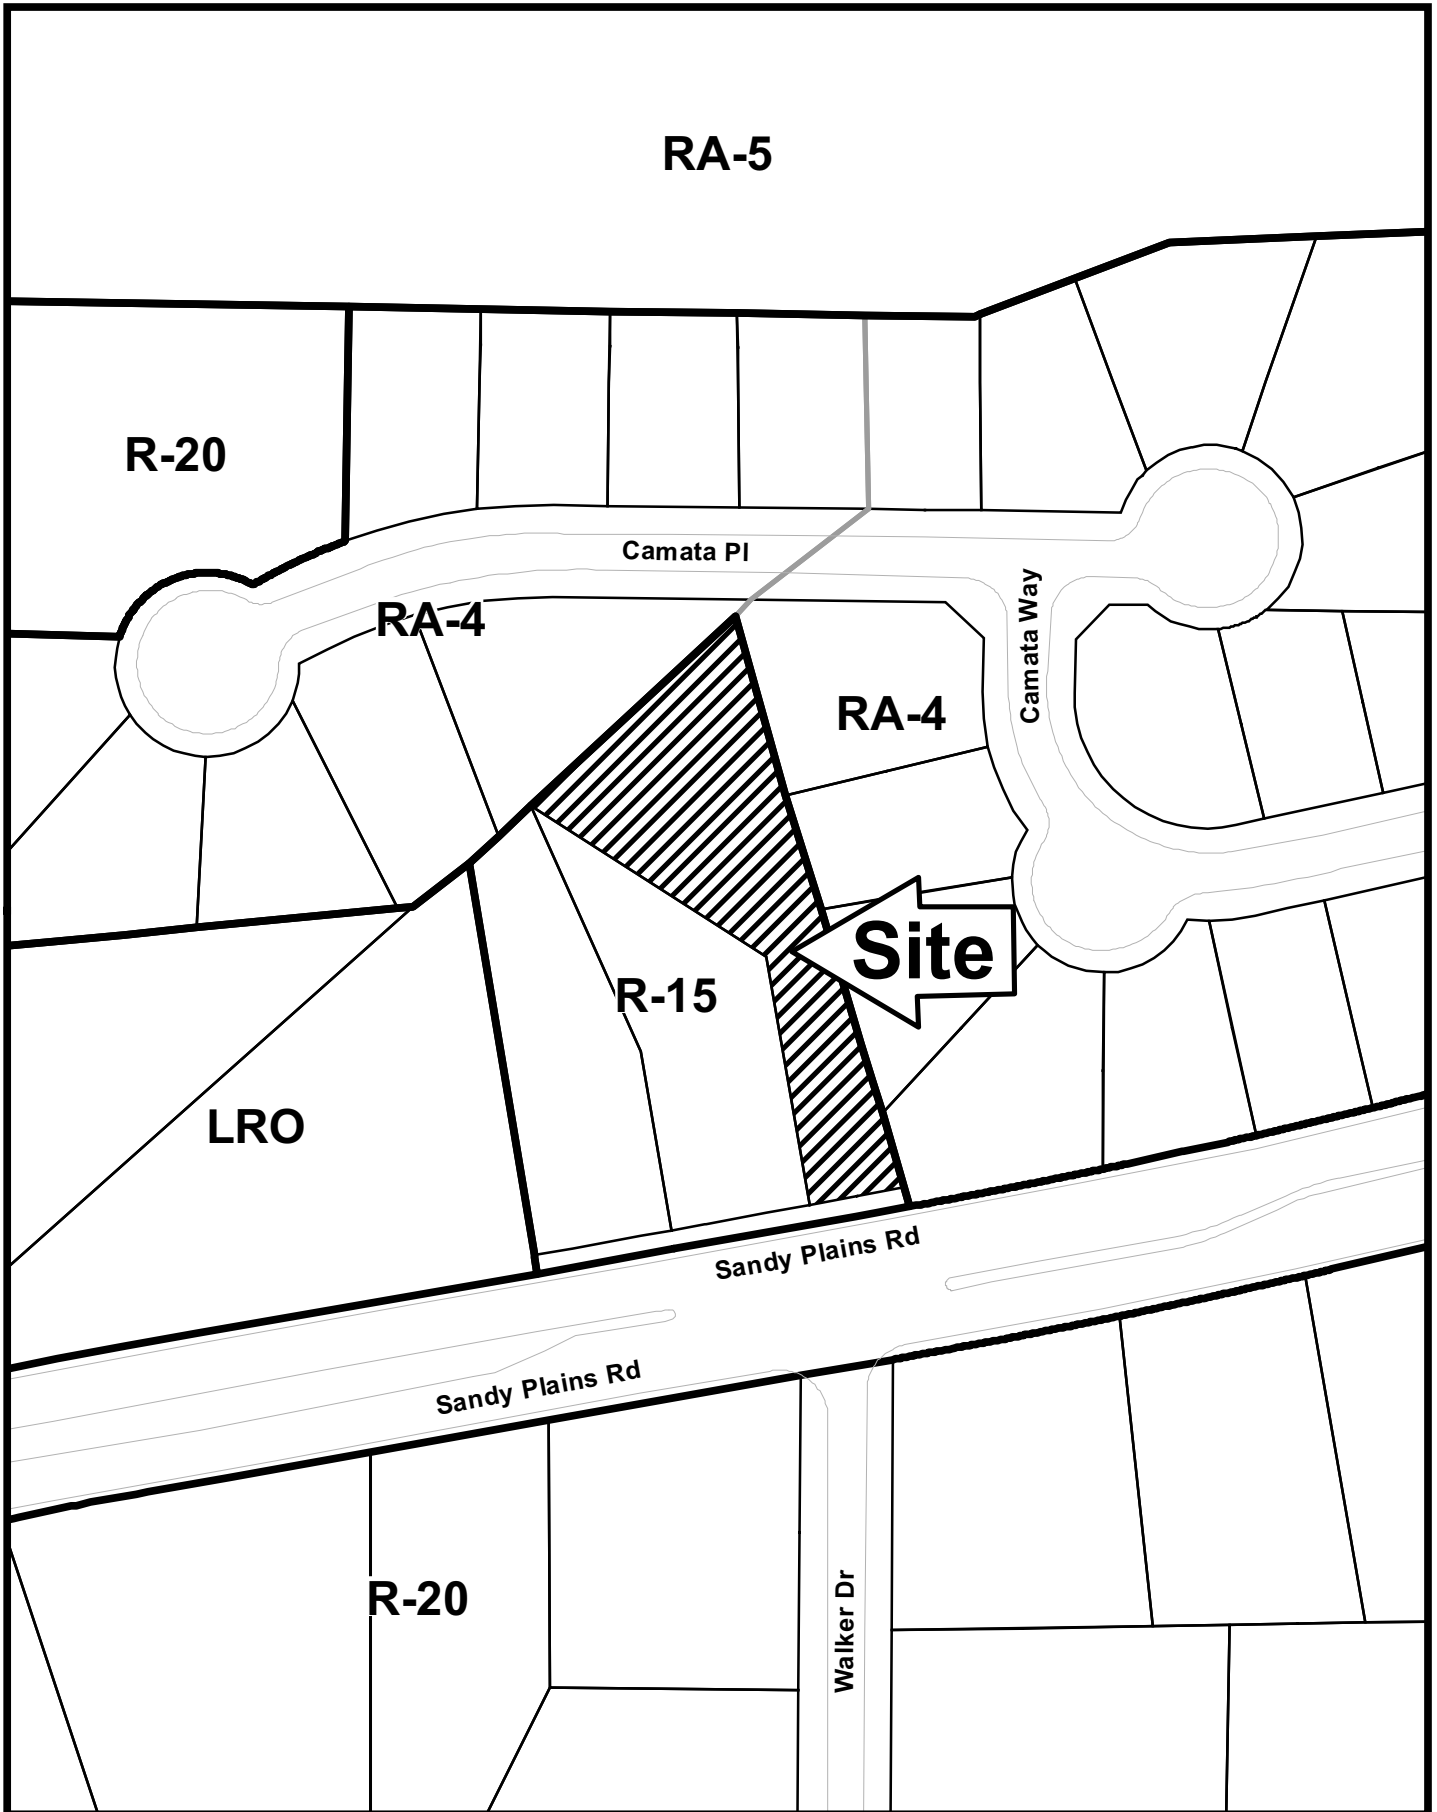 RA-5
R-20
Camata Pl
RA-4
Camata Way
RA-4
Site
R-15
LRO
Sandy Plains Rd
Sandy Plains Rd
R-20
Walker Dr